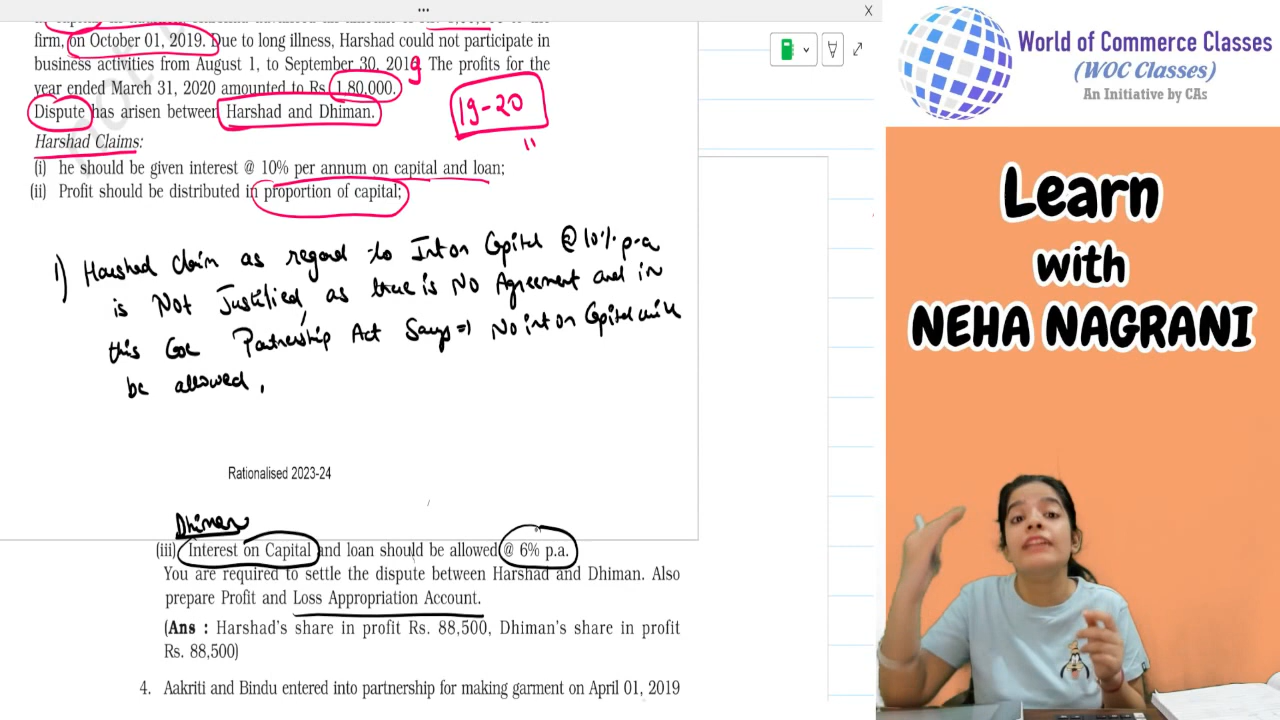 ...
firm, on October 01, 2019. Due to long illness, Harshad could not participate in
business activities from August 1, to September 30, 2019 The profits for the
year ended March 31, 2020 amounted to Rs 1,80,000.
Dispute has arisen between Harshad and Dhiman.
19-20
Harshad Claims:
(i) he should be given interest @ 10% per annum on capital and loan;
(ii) Profit should be distributed in proportion of capital;
1) Harshad Claim as regard to Int on Capital @ 10% p.a
is Not Justified, as there is No Agreement and in
this Case Partnership Act Says => No int on Capital will
be allowed.
Rationalised 2023-24
Dhiman
(iii) Interest on Capital and loan should be allowed @ 6% p.a.
You are required to settle the dispute between Harshad and Dhiman. Also
prepare Profit and Loss Appropriation Account.
(Ans : Harshad's share in profit Rs. 88,500, Dhiman's share in profit
Rs. 88,500)
4. Aakriti and Bindu entered into partnership for making garment on April 01, 2019
X
World of Commerce Classes
(WOC Classes)
An Initiative by CAs
Learn
with
NEHA NAGRANI